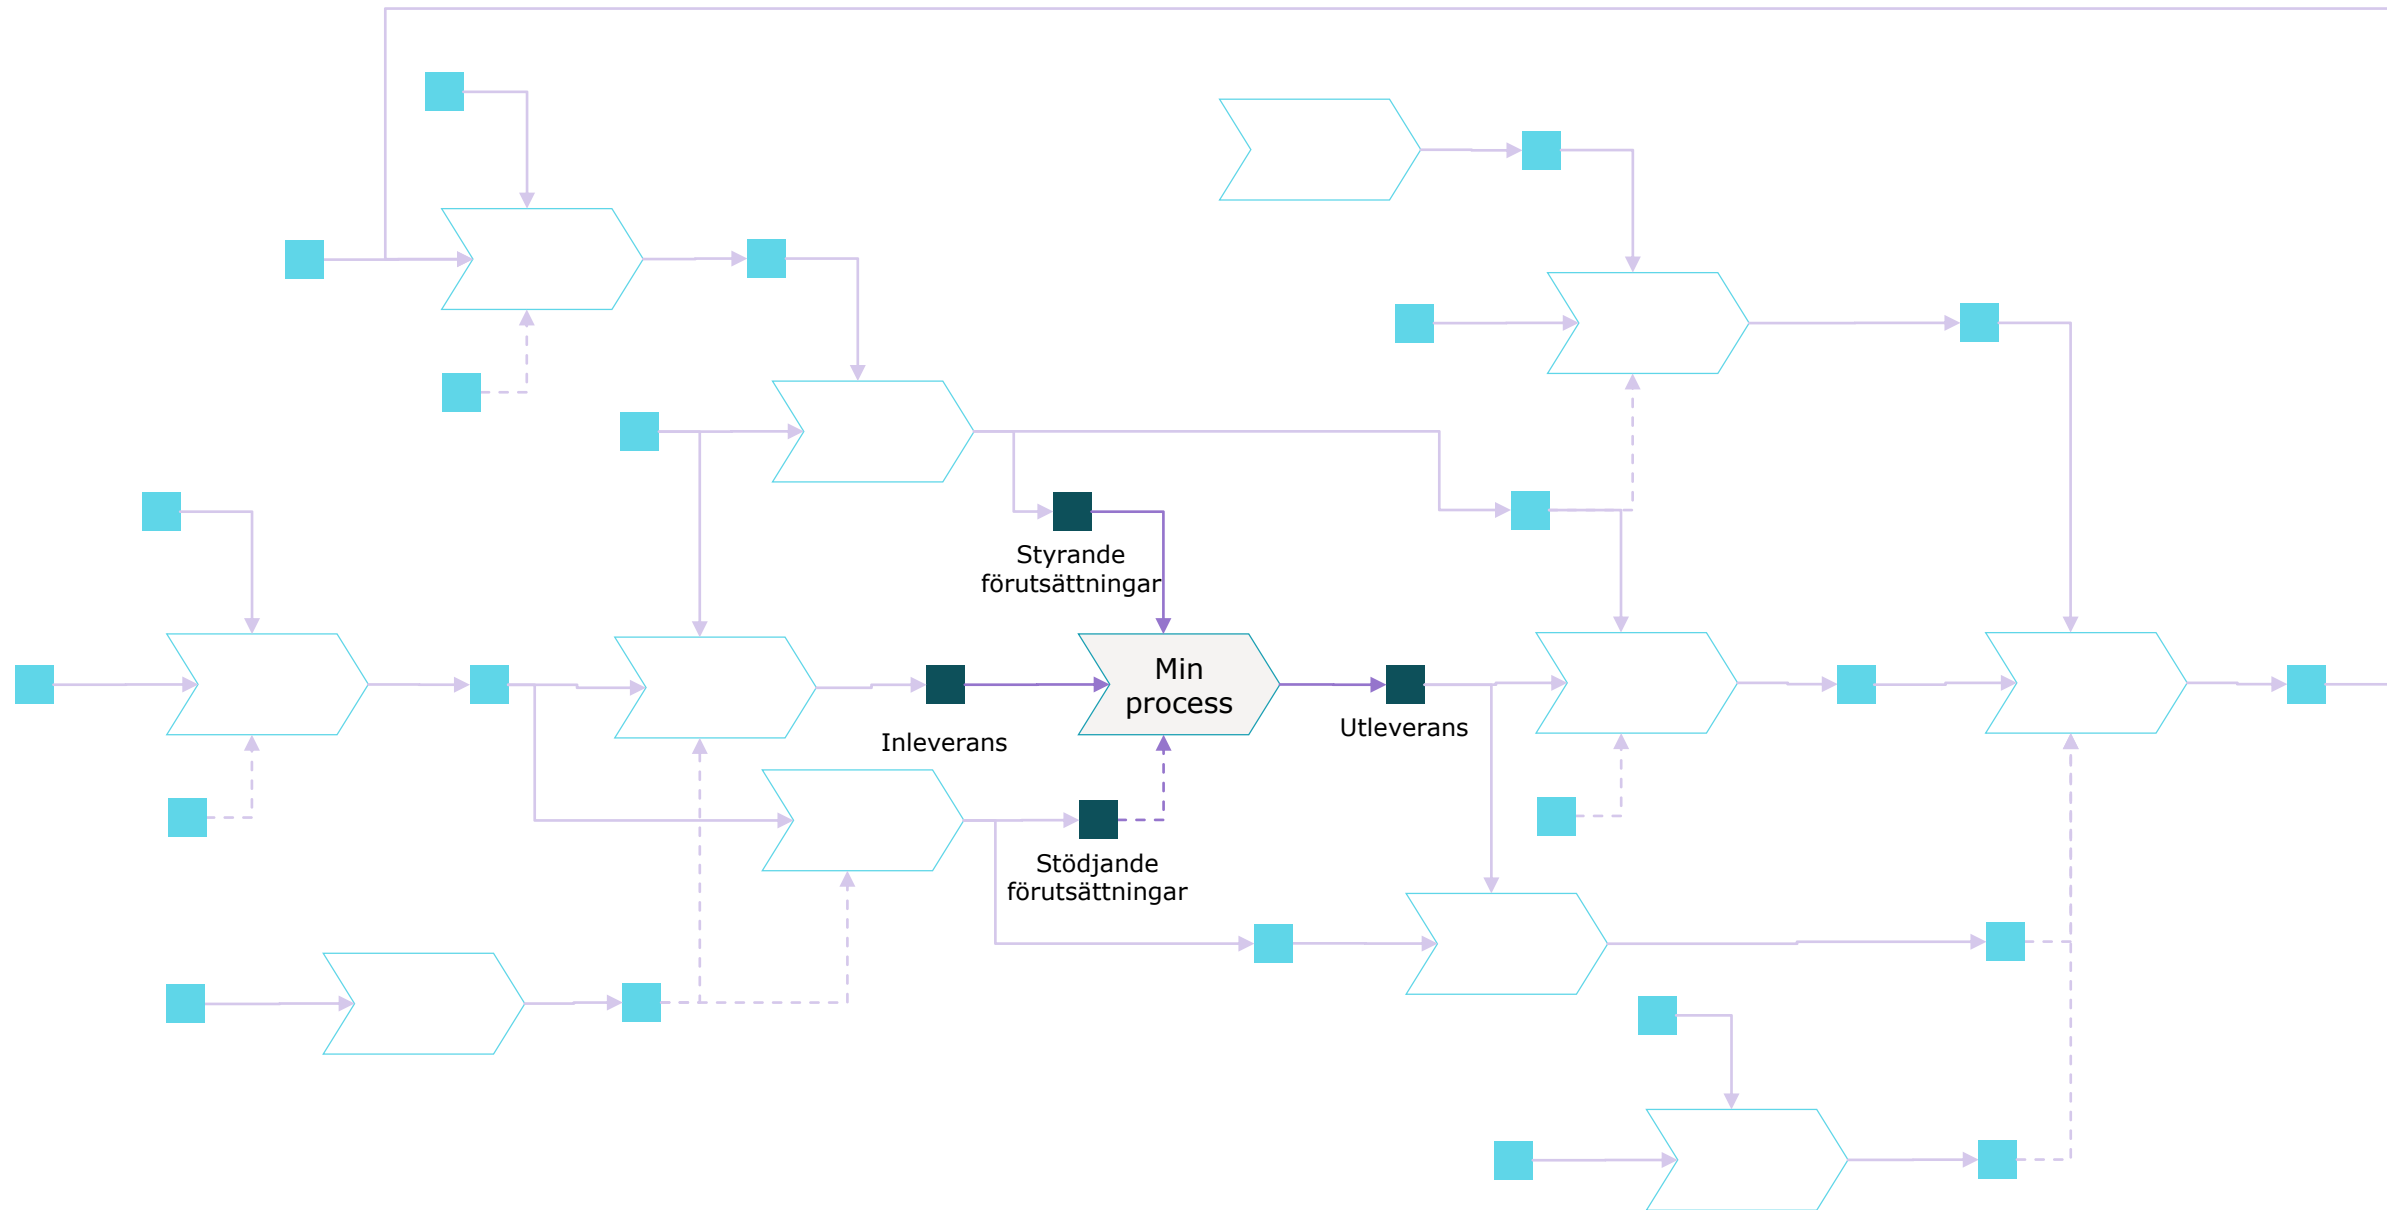 Styrande
förutsättningar
Min
process
Inleverans
Utleverans
Stödjande
förutsättningar